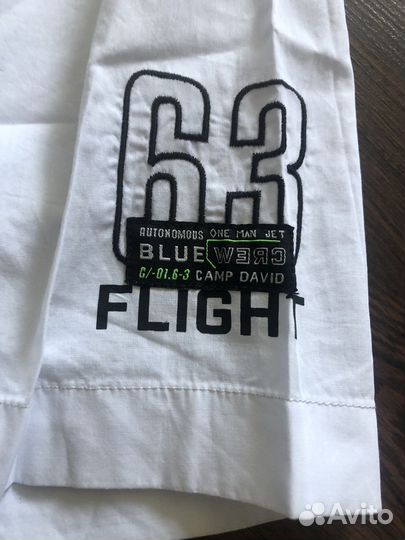 63
AUTONOMOUS ONE MAN JET
BLUE CREW
C/-01.6-3 CAMP DAVID
FLIGHT
Avito